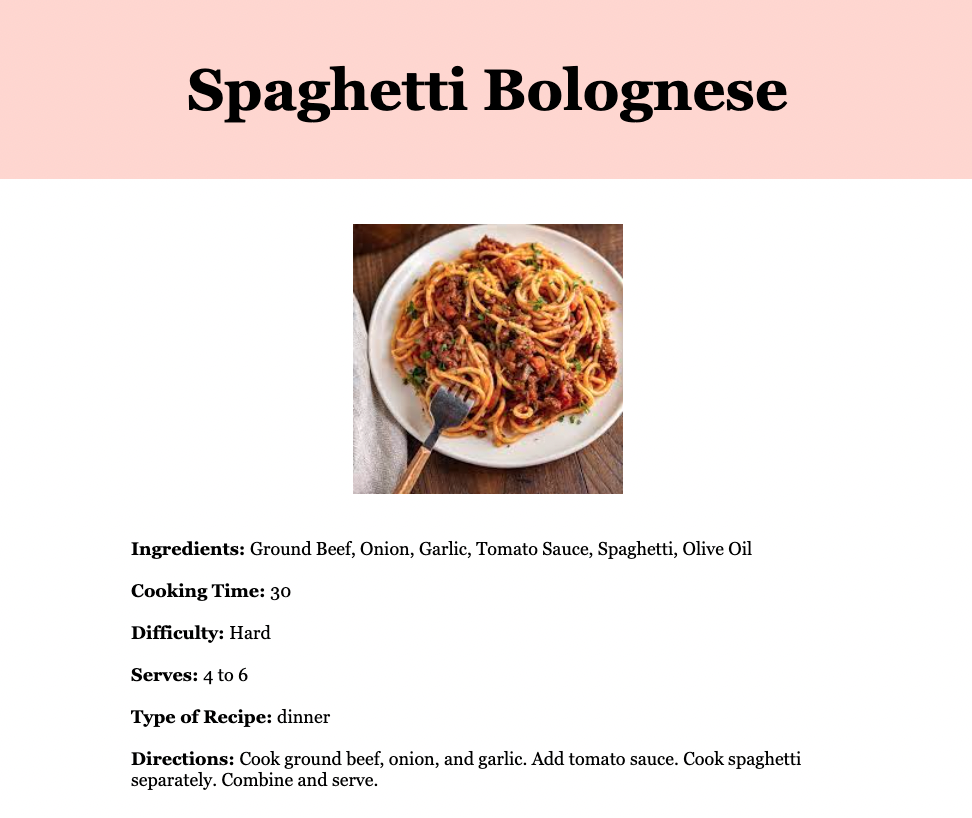 Spaghetti Bolognese
Ingredients: Ground Beef, Onion, Garlic, Tomato Sauce, Spaghetti, Olive Oil
Cooking Time: 30
Difficulty: Hard
Serves: 4 to 6
Type of Recipe: dinner
Directions: Cook ground beef, onion, and garlic. Add tomato sauce. Cook spaghetti
separately. Combine and serve.